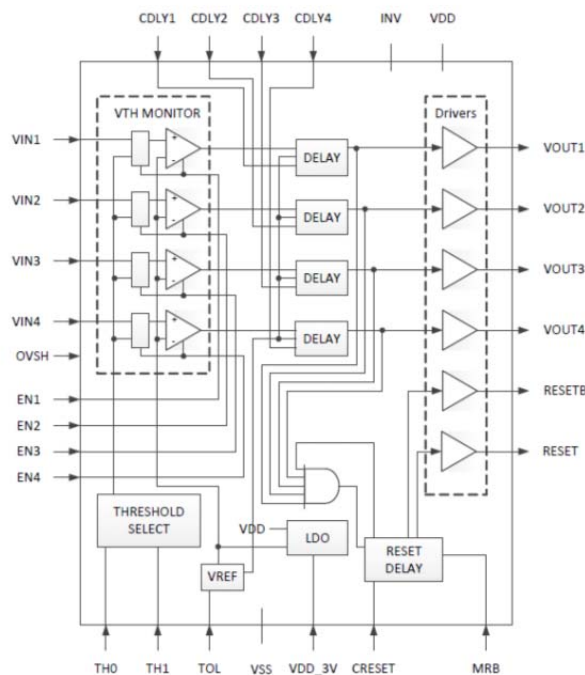 CDLY1 CDLY2 CDLY3 CDLY4 INV VDD
VTH MONITOR
Drivers
VIN1
+
-
DELAY
VOUT1
VIN2
+
-
DELAY
VOUT2
VIN3
+
-
DELAY
VOUT3
VIN4
+
-
DELAY
VOUT4
OVSH
EN1
RESETB
EN2
EN3
RESET
EN4
THRESHOLD
SELECT
VDD
LDO
VREF
RESET
DELAY
TH0 TH1 TOL VSS VDD_3V CRESET MRB